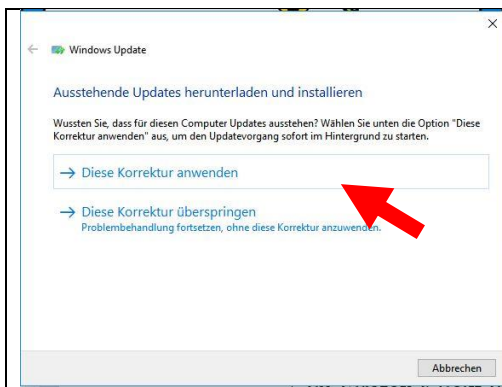 Windows Update
Ausstehende Updates herunterladen und installieren
Wussten Sie, dass für diesen Computer Updates ausstehen? Wählen Sie unten die Option "Diese
Korrektur anwenden" aus, um den Updatevorgang sofort im Hintergrund zu starten.
Diese Korrektur anwenden
Diese Korrektur überspringen
Problembehandlung fortsetzen, ohne diese Korrektur anzuwenden.
Abbrechen